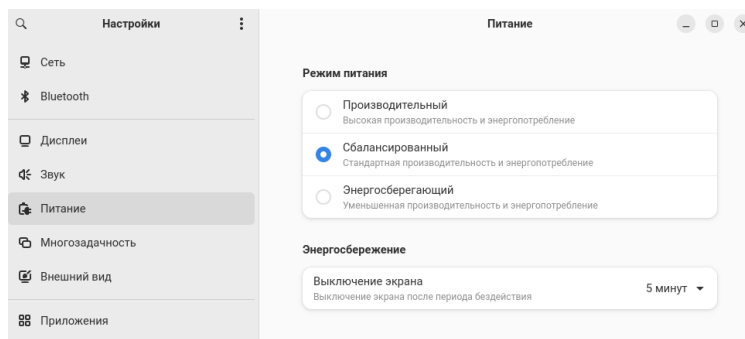 Настройки
Сеть
Bluetooth
Дисплеи
Звук
Питание
Многозадачность
Внешний вид
Приложения
Питание
Режим питания
Производительный
Высокая производительность и энергопотребление
Сбалансированный
Стандартная производительность и энергопотребление
Энергосберегающий
Уменьшенная производительность и энергопотребление
Энергосбережение
Выключение экрана
Выключение экрана после периода бездействия
5 минут